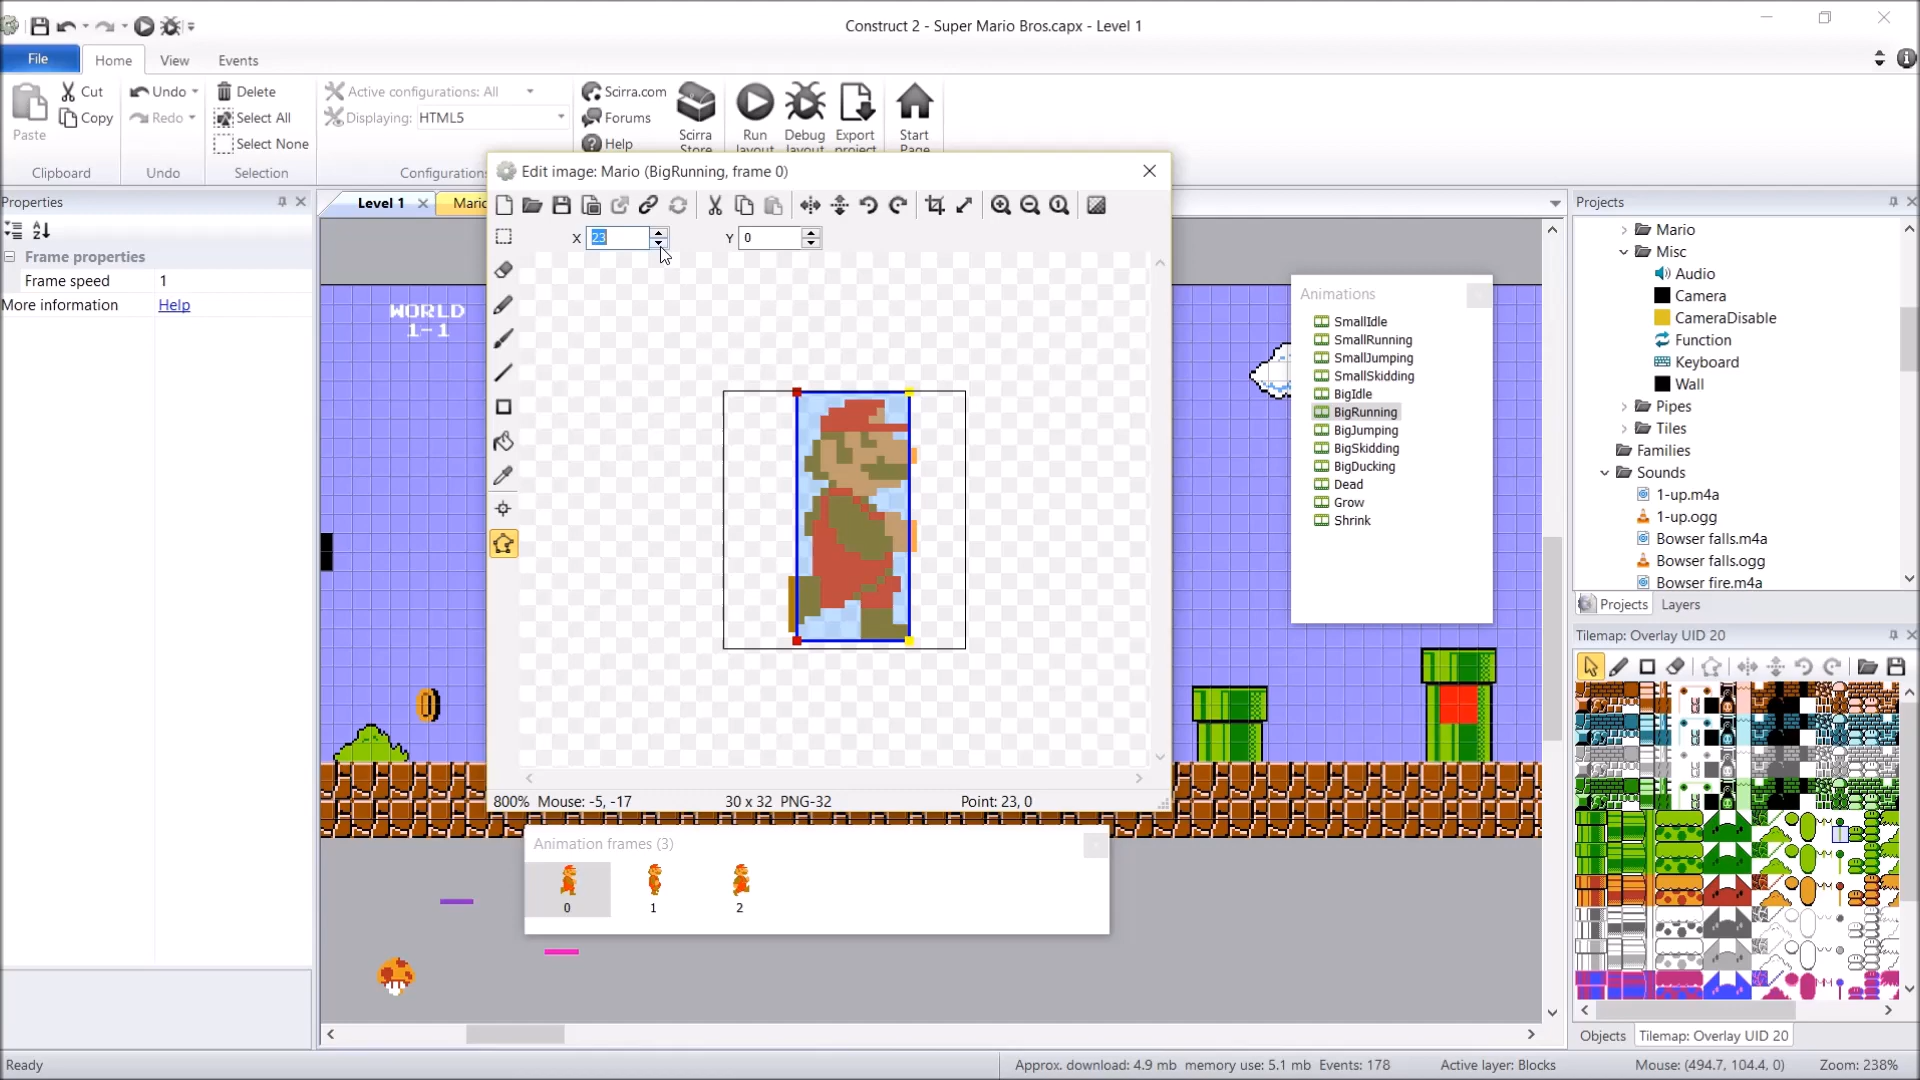 Construct 2 - Super Mario Bros.capx - Level 1
File
Home
View
Events
Paste
Cut
Copy
Clipboard
Undo
Redo
Undo
Delete
Select All
Select None
Selection
Active configurations: All
Displaying:
HTML5
Configurations
Scirra.com
Forums
Help
Scirra
Store
Run
layout
Debug
layout
Export
project
Start
Page
Properties
Frame properties
Frame speed
1
More information
Help
Level 1
WORLD
1-1
Edit image: Mario (BigRunning, frame 0)
X
23
Y
0
800%
Mouse: -5, -17
30 x 32
PNG-32
Point: 23, 0
Animation frames (3)
0
1
2
Animations
SmallIdle
SmallRunning
SmallJumping
SmallSkidding
BigIdle
BigRunning
BigJumping
BigSkidding
BigDucking
Dead
Grow
Shrink
Projects
Mario
Misc
Audio
Camera
CameraDisable
Function
Keyboard
Wall
Pipes
Tiles
Families
Sounds
1-up.m4a
1-up.ogg
Bowser falls.m4a
Bowser falls.ogg
Bowser fire.m4a
Projects
Layers
Tilemap: Overlay UID 20
Objects
Tilemap: Overlay UID 20
Ready
Approx. download: 4.9 mb
memory use: 5.1 mb
Events: 178
Active layer: Blocks
Mouse: (494.7, 104.4, 0)
Zoom: 238%